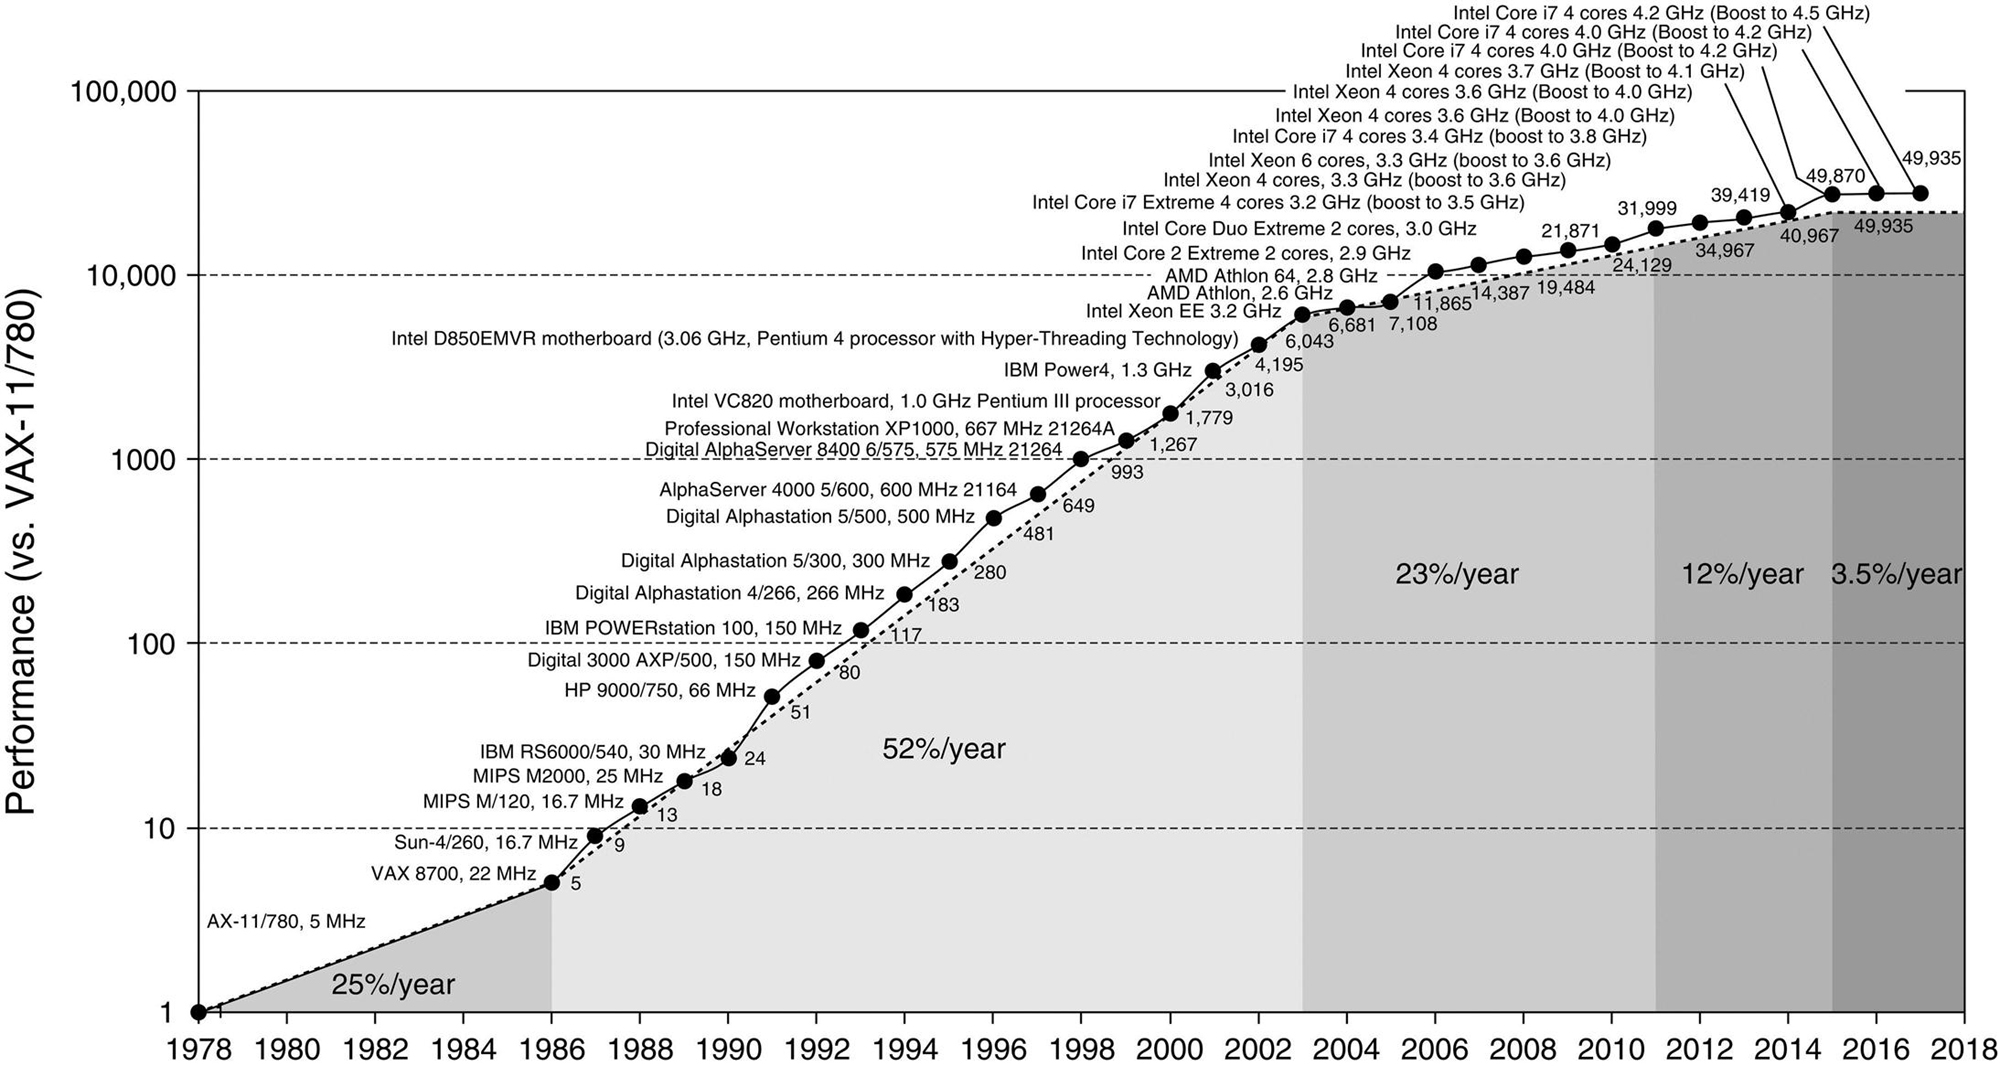 Intel Core i7 4 cores 4.2 GHz (Boost to 4.5 GHz)
Intel Core i7 4 cores 4.0 GHz (Boost to 4.2 GHz)
Intel Core i7 4 cores 4.0 GHz (Boost to 4.2 GHz)
Intel Xeon 4 cores 3.7 GHz (Boost to 4.1 GHz)
100,000
Intel Xeon 4 cores 3.6 GHz (Boost to 4.0 GHz)
Intel Xeon 4 cores 3.6 GHz (Boost to 4.0 GHz)
Intel Core i7 4 cores 3.4 GHz (boost to 3.8 GHz)
Intel Xeon 6 cores, 3.3 GHz (boost to 3.6 GHz)
49,935
Intel Xeon 4 cores, 3.3 GHz (boost to 3.6 GHz)
49,870
Intel Core i7 Extreme 4 cores 3.2 GHz (boost to 3.5 GHz)
39,419
31,999
Intel Core Duo Extreme 2 cores, 3.0 GHz
21,871
40,967
49,935
Intel Core 2 Extreme 2 cores, 2.9 GHz
34,967
24,129
10,000
AMD Athlon 64, 2.8 GHz
AMD Athlon, 2.6 GHz
11,865
14,387
19,484
Intel Xeon EE 3.2 GHz
6,681
7,108
Intel D850EMVR motherboard (3.06 GHz, Pentium 4 processor with Hyper-Threading Technology)
6,043
4,195
IBM Power4, 1.3 GHz
3,016
Intel VC820 motherboard, 1.0 GHz Pentium III processor
1,779
Professional Workstation XP1000, 667 MHz 21264A
1,267
Digital AlphaServer 8400 6/575, 575 MHz 21264
1000
993
AlphaServer 4000 5/600, 600 MHz 21164
649
Digital Alphastation 5/500, 500 MHz
481
Digital Alphastation 5/300, 300 MHz
280
23%/year
12%/year
3.5%/year
Digital Alphastation 4/266, 266 MHz
183
IBM POWERstation 100, 150 MHz
117
100
Digital 3000 AXP/500, 150 MHz
80
HP 9000/750, 66 MHz
51
52%/year
IBM RS6000/540, 30 MHz
24
MIPS M2000, 25 MHz
18
MIPS M/120, 16.7 MHz
13
10
Sun-4/260, 16.7 MHz
9
VAX 8700, 22 MHz
5
AX-11/780, 5 MHz
25%/year
1
1978 1980 1982 1984 1986 1988 1990 1992 1994 1996 1998 2000 2002 2004 2006 2008 2010 2012 2014 2016 2018
Performance (vs. VAX-11/780)